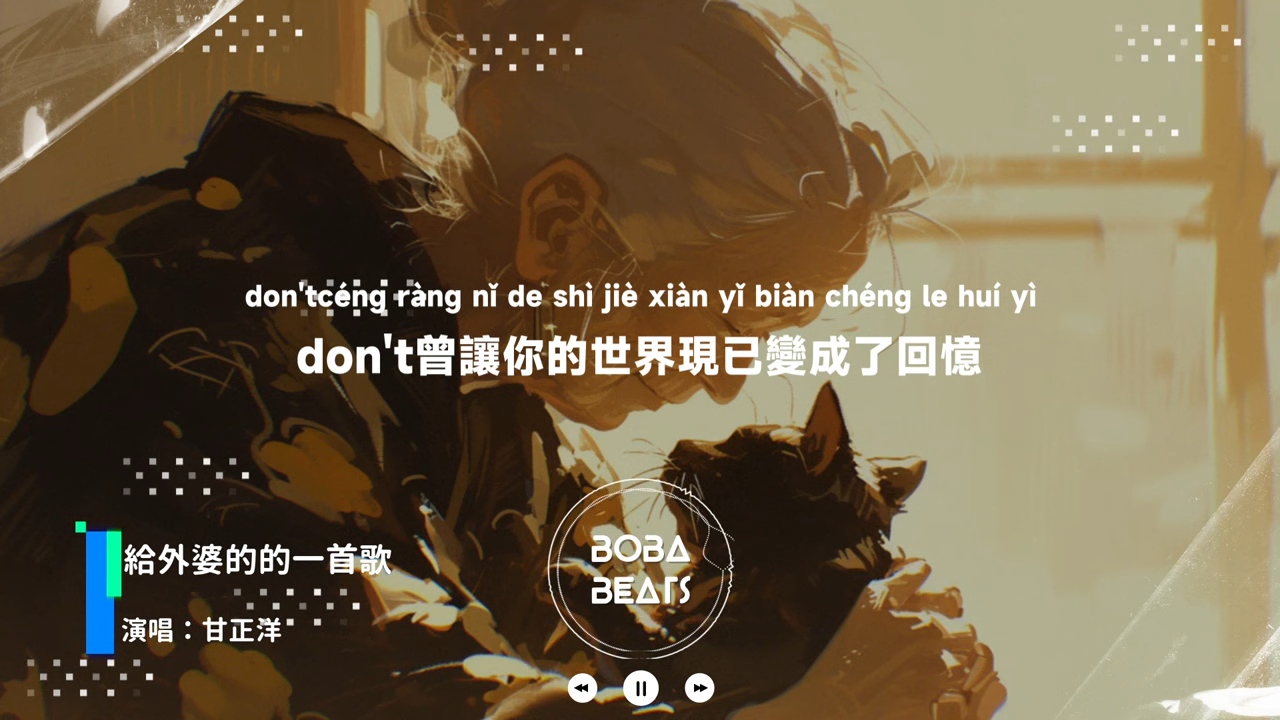 don'tcéng ràng nǐ de shì jiè xiàn yǐ biàn chéng le huí yì
don't曾讓你的世界現已變成了回憶
給外婆的的一首歌
演唱：甘正洋
BOBA
BEATS